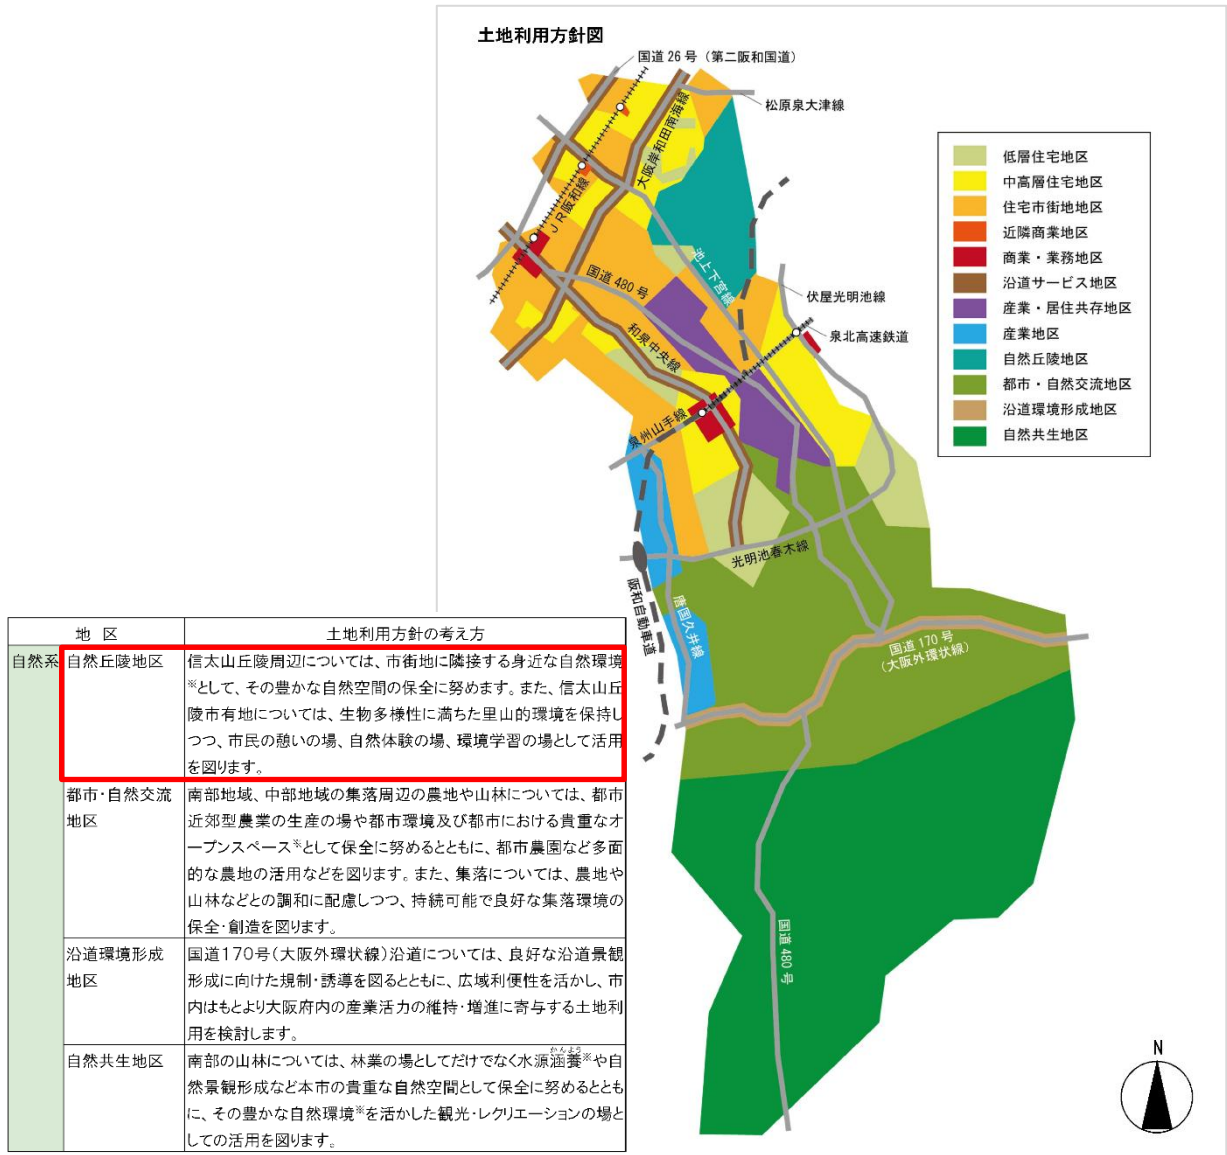 土地利用方針図
国道 26 号（第二阪和国道）
松原泉大津線
大阪岸和田南海線
ＪＲ阪和線
国道 480 号
池上下宮線
和泉中央線
伏屋光明池線
泉北高速鉄道
泉州山手線
光明池春木線
阪和自動車道
唐国久井線
国道 170 号
（大阪外環状線）
国道 480 号
低層住宅地区
中高層住宅地区
住宅市街地地区
近隣商業地区
商業・業務地区
沿道サービス地区
産業・居住共存地区
産業地区
自然丘陵地区
都市・自然交流地区
沿道環境形成地区
自然共生地区
N
地 区 土地利用方針の考え方
自然系 自然丘陵地区 信太山丘陵周辺については、市街地に隣接する身近な自然環境
※として、その豊かな自然空間の保全に努めます。また、信太山丘
陵市有地については、生物多様性に満ちた里山的環境を保持し
つつ、市民の憩いの場、自然体験の場、環境学習の場として活用
を図ります。
都市・自然交流 南部地域、中部地域の集落周辺の農地や山林については、都市
地区 近郊型農業の生産の場や都市環境及び都市における貴重なオ
ープンスペース※として保全に努めるとともに、都市農園など多面
的な農地の活用などを図ります。また、集落については、農地や
山林などとの調和に配慮しつつ、持続可能で良好な集落環境の
保全・創造を図ります。
沿道環境形成 国道１７０号（大阪外環状線）沿道については、良好な沿道景観
地区 形成に向けた規制・誘導を図るとともに、広域利便性を活かし、市
内はもとより大阪府内の産業活力の維持・増進に寄与する土地利
用を検討します。
かんよう
自然共生地区 南部の山林については、林業の場としてだけでなく水源涵養※や自
然景観形成など本市の貴重な自然空間として保全に努めるととも
に、その豊かな自然環境※を活かした観光・レクリエーションの場と
しての活用を図ります。